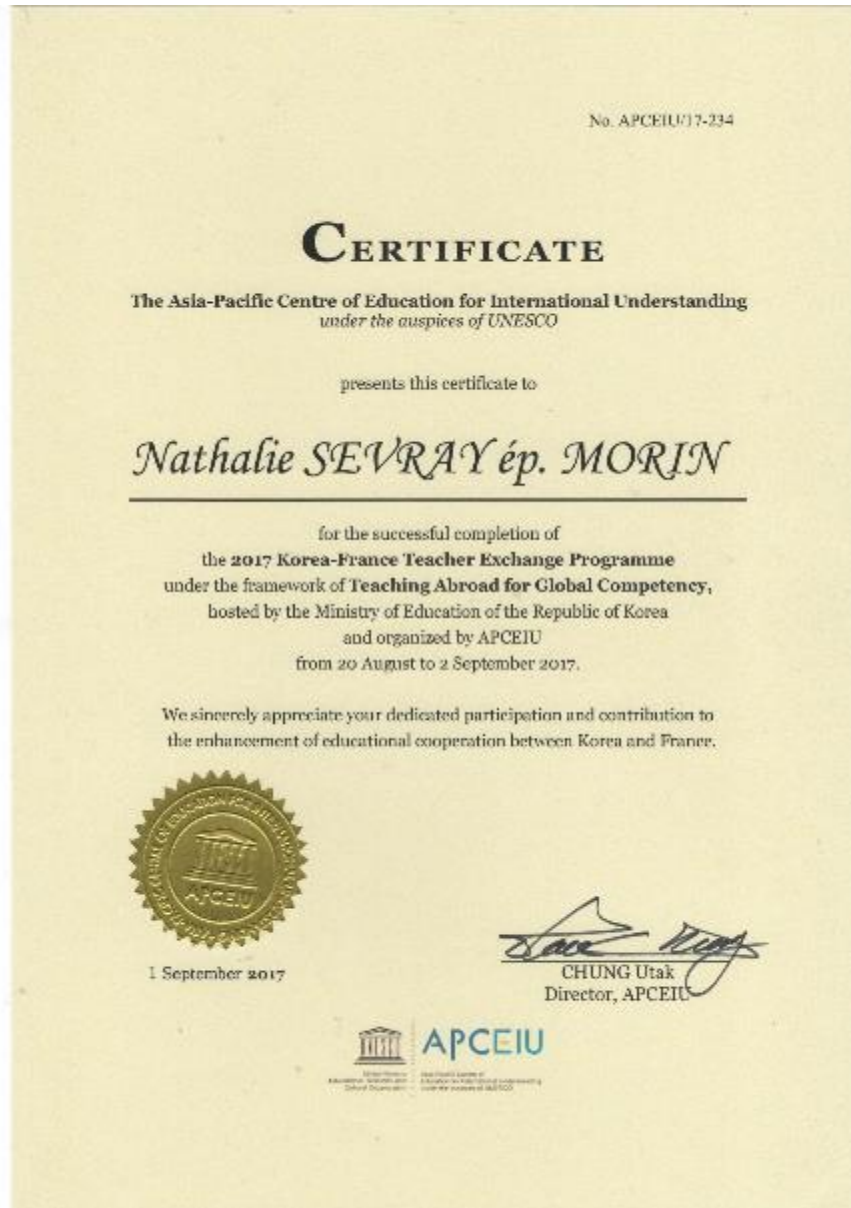 No. APCEIU/17-234
CERTIFICATE
The Asia-Pacific Centre of Education for International Understanding
under the auspices of UNESCO
presents this certificate to
Nathalie SEVRAY ép. MORIN
for the successful completion of
the 2017 Korea-France Teacher Exchange Programme
under the framework of Teaching Abroad for Global Competency,
hosted by the Ministry of Education of the Republic of Korea
and organized by APCEIU
from 20 August to 2 September 2017.
We sincerely appreciate your dedicated participation and contribution to
the enhancement of educational cooperation between Korea and France.
APCEIU
1 September 2017
CHUNG Utak
Director, APCEIU
APCEIU